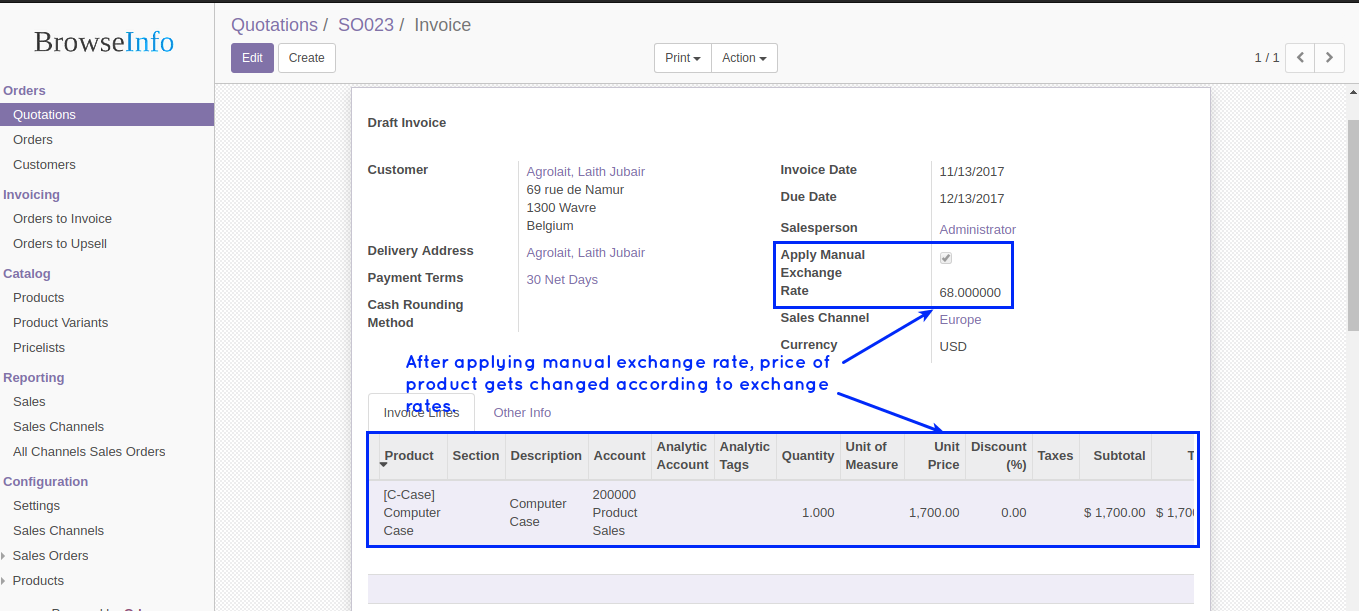 BrowseInfo
Orders
Quotations
Orders
Customers
Invoicing
Orders to Invoice
Orders to Upsell
Catalog
Products
Product Variants
Pricelists
Reporting
Sales
Sales Channels
All Channels Sales Orders
Configuration
Settings
Sales Channels
Sales Orders
Products
Quotations / SO023 / Invoice
Edit Create
Print Action
1 / 1
Draft Invoice
Customer
Agrolait, Laith Jubair
69 rue de Namur
1300 Wavre
Belgium
Delivery Address Agrolait, Laith Jubair
Payment Terms 30 Net Days
Cash Rounding
Method
Invoice Date 11/13/2017
Due Date 12/13/2017
Salesperson Administrator
Apply Manual
Exchange
Rate 68.000000
Sales Channel Europe
Currency USD
After applying manual exchange rate, price of
product gets changed according to exchange
rates.
Invoice Lines Other Info
Product Section Description Account Analytic Account Analytic Tags Quantity Unit of Measure Unit Price Discount (%) Taxes Subtotal T
[C-Case] Computer Case Computer Case 200000 Product Sales 1.000 1,700.00 0.00 $ 1,700.00 $ 1,70